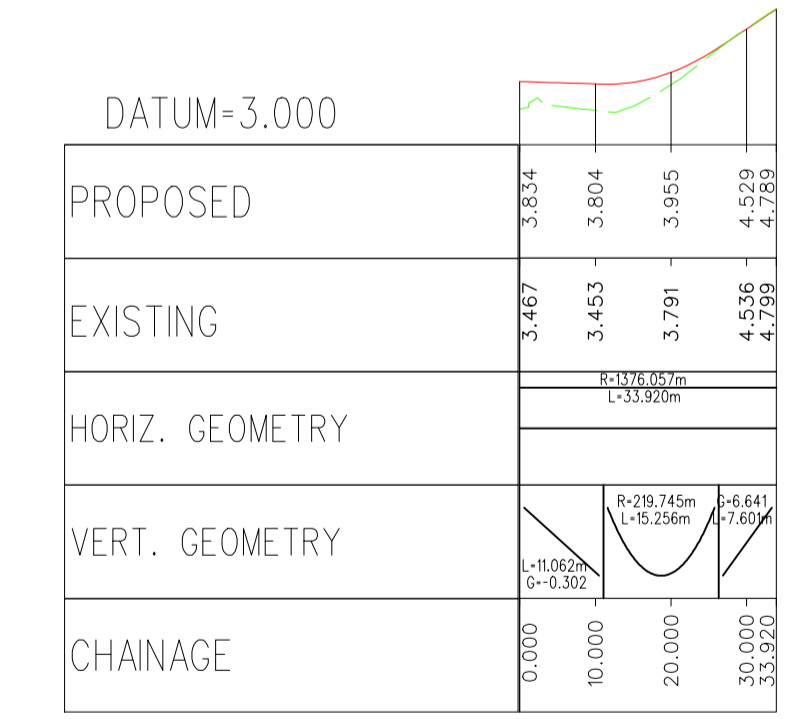 DATUM=3.000
PROPOSED
3.834
3.804
3.955
4.529
4.789
EXISTING
3.467
3.453
3.791
4.536
4.799
HORIZ. GEOMETRY
R=1376.057m
L=33.920m
VERT. GEOMETRY
L=11.062m
G=-0.302
R=219.745m
L=15.256m
G=6.641
L=7.601m
CHAINAGE
0.000
10.000
20.000
30.000
33.920